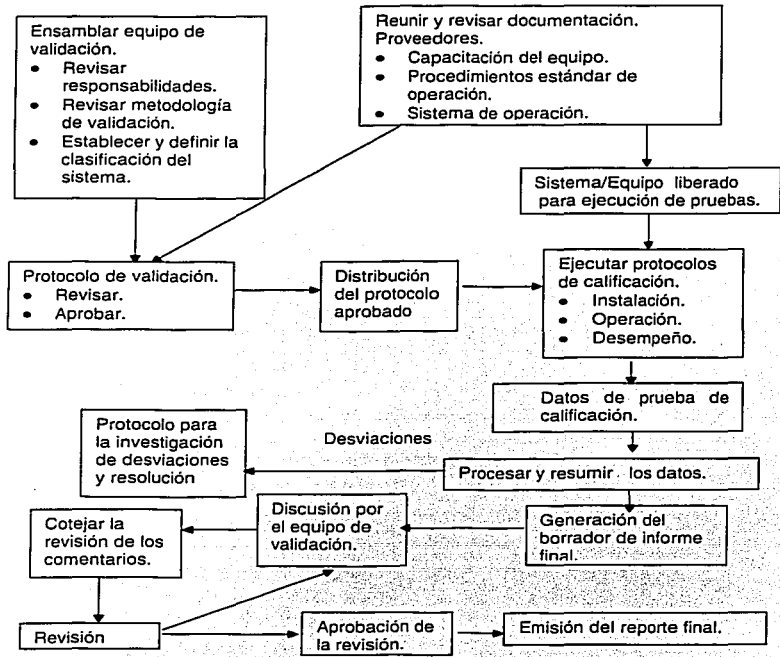 Ensamblar equipo de
validación.
• Revisar
responsabilidades.
• Revisar metodología
de validación.
• Establecer y definir la
clasificación del
sistema.
Reunir y revisar documentación.
Proveedores.
• Capacitación del equipo.
• Procedimientos estándar de
operación.
• Sistema de operación.
Sistema/Equipo liberado
para ejecución de pruebas.
Protocolo de validación.
• Revisar.
• Aprobar.
Distribución
del protocolo
aprobado
Ejecutar protocolos
de calificación.
• Instalación.
• Operación.
• Desempeño.
Datos de prueba de
calificación.
Protocolo para
la investigación
de desviaciones
y resolución
Desviaciones
Procesar y resumir los datos.
Cotejar la
revisión de los
comentarios.
Discusión por
el equipo de
validación.
Generación del
borrador de informe
final.
Revisión
Aprobación de
la revisión.
Emisión del reporte final.